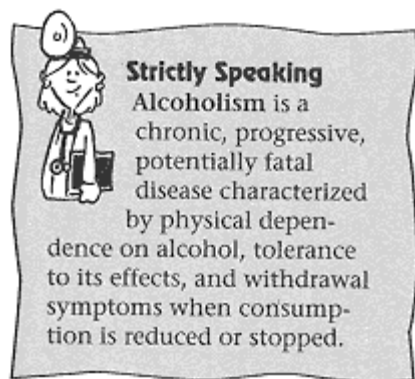 Strictly Speaking
Alcoholism is a
chronic, progressive,
potentially fatal
disease characterized
by physical depen-
dence on alcohol, tolerance
to its effects, and withdrawal
symptoms when consump-
tion is reduced or stopped.